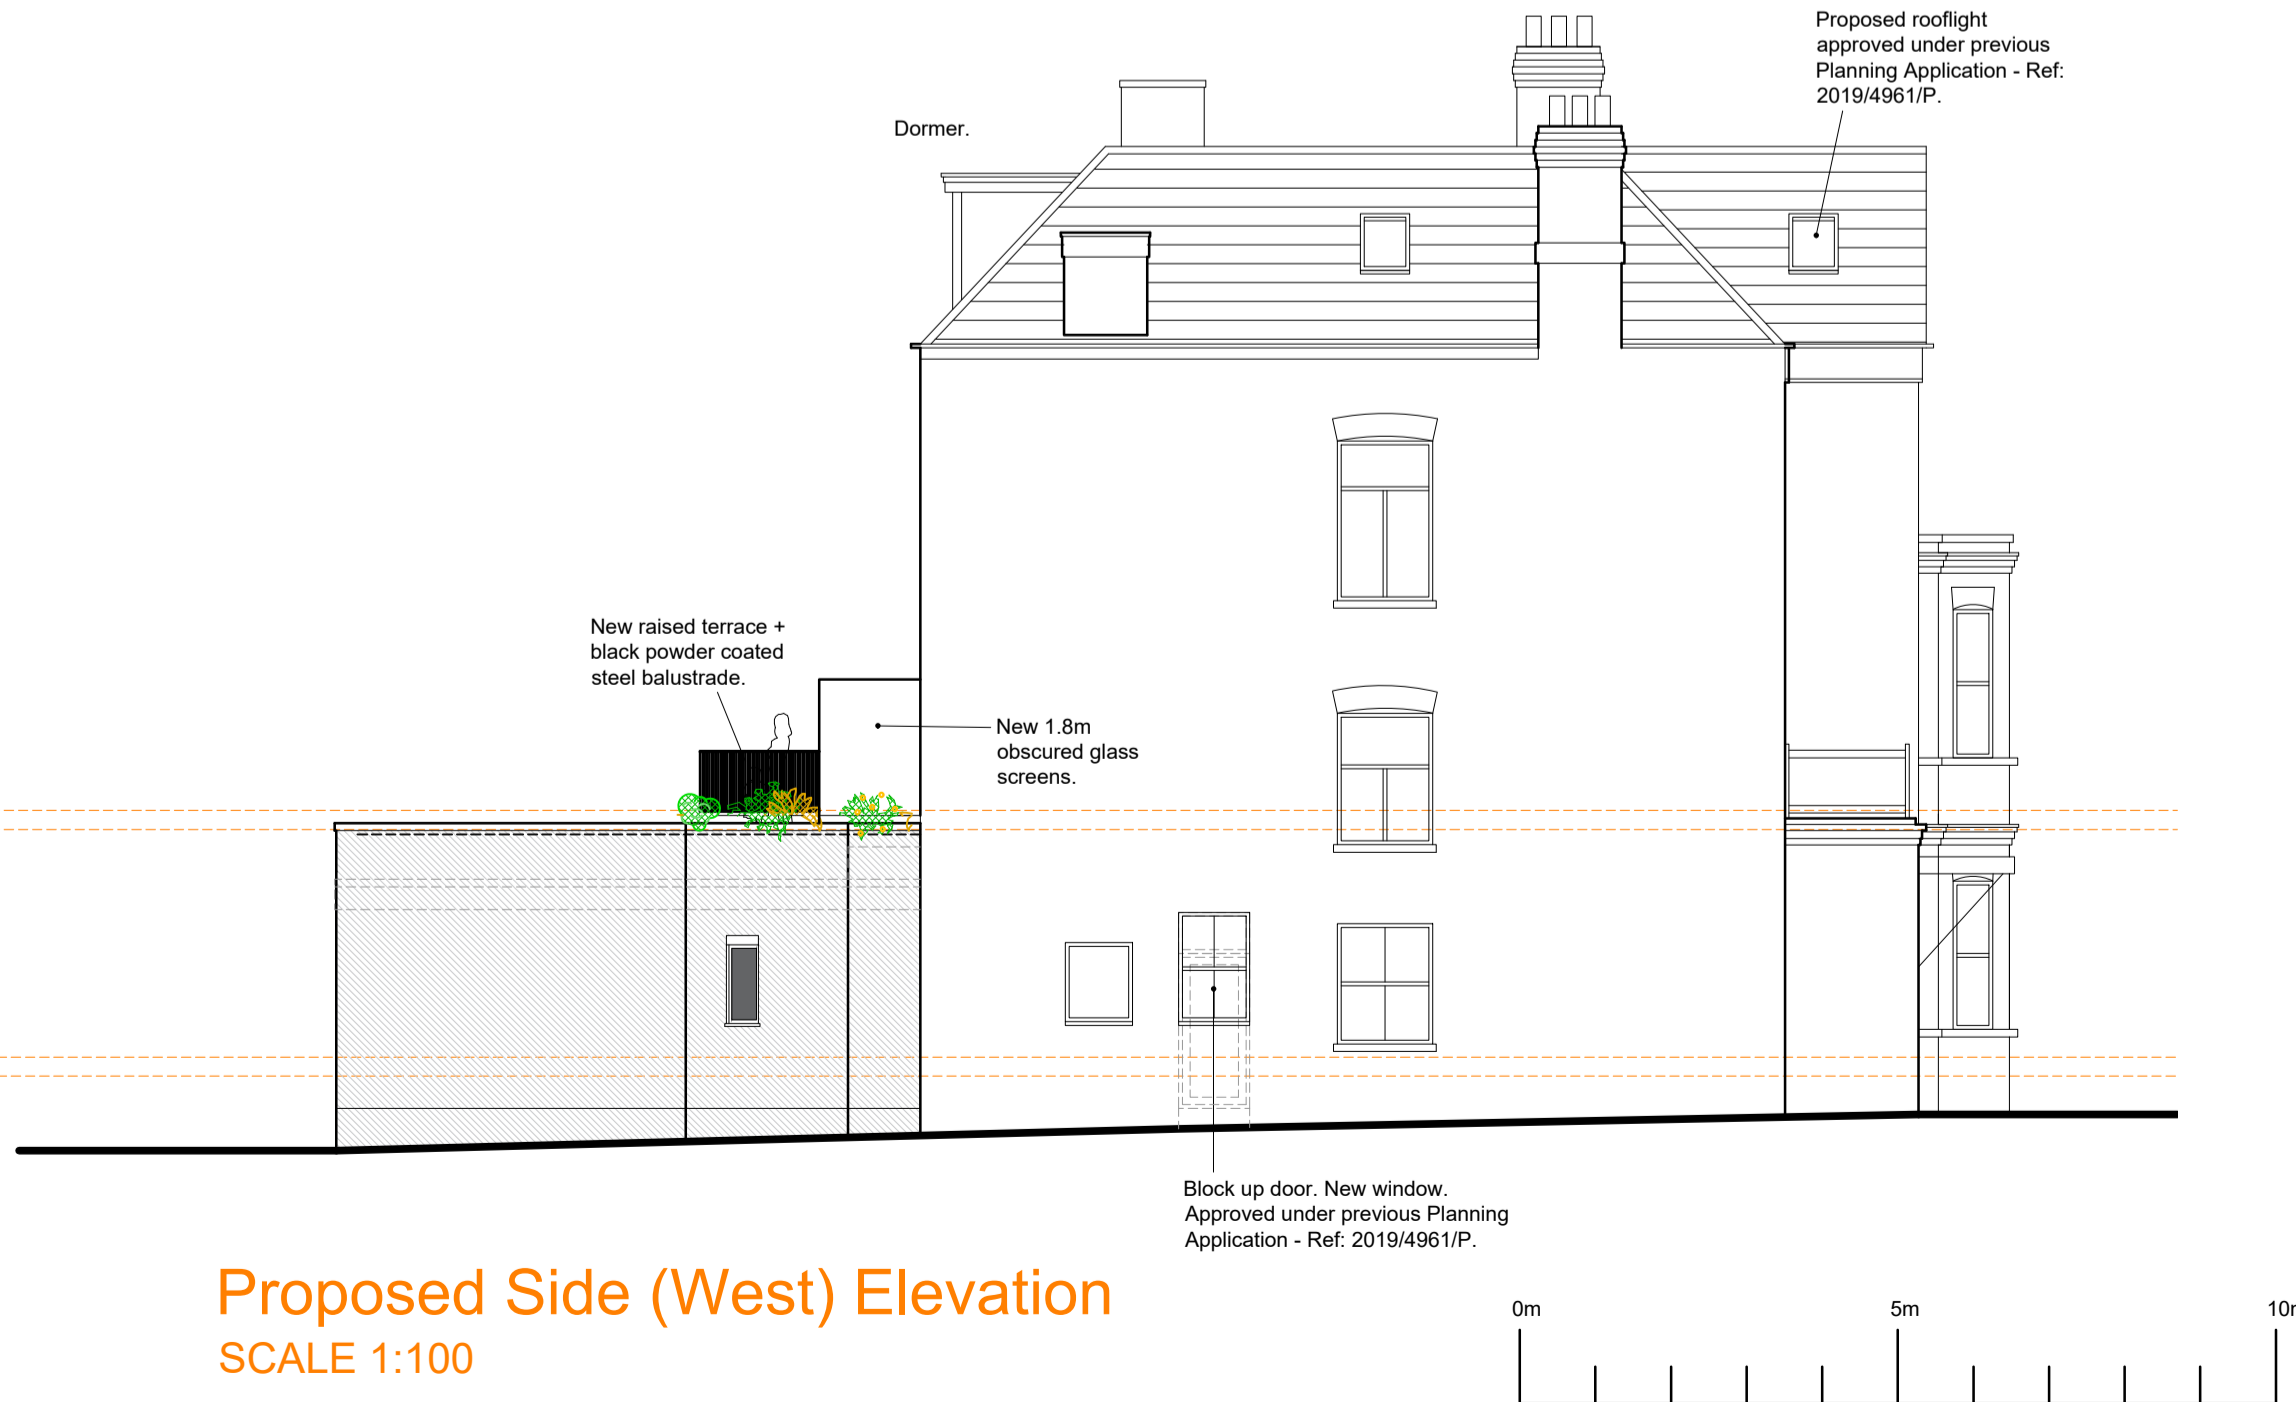 Proposed rooflight
approved under previous
Planning Application - Ref:
2019/4961/P.
Dormer.
New raised terrace +
black powder coated
steel balustrade.
New 1.8m
obscured glass
screens.
Block up door. New window.
Approved under previous Planning
Application - Ref: 2019/4961/P.
Proposed Side (West) Elevation
SCALE 1:100
0m 5m 10m